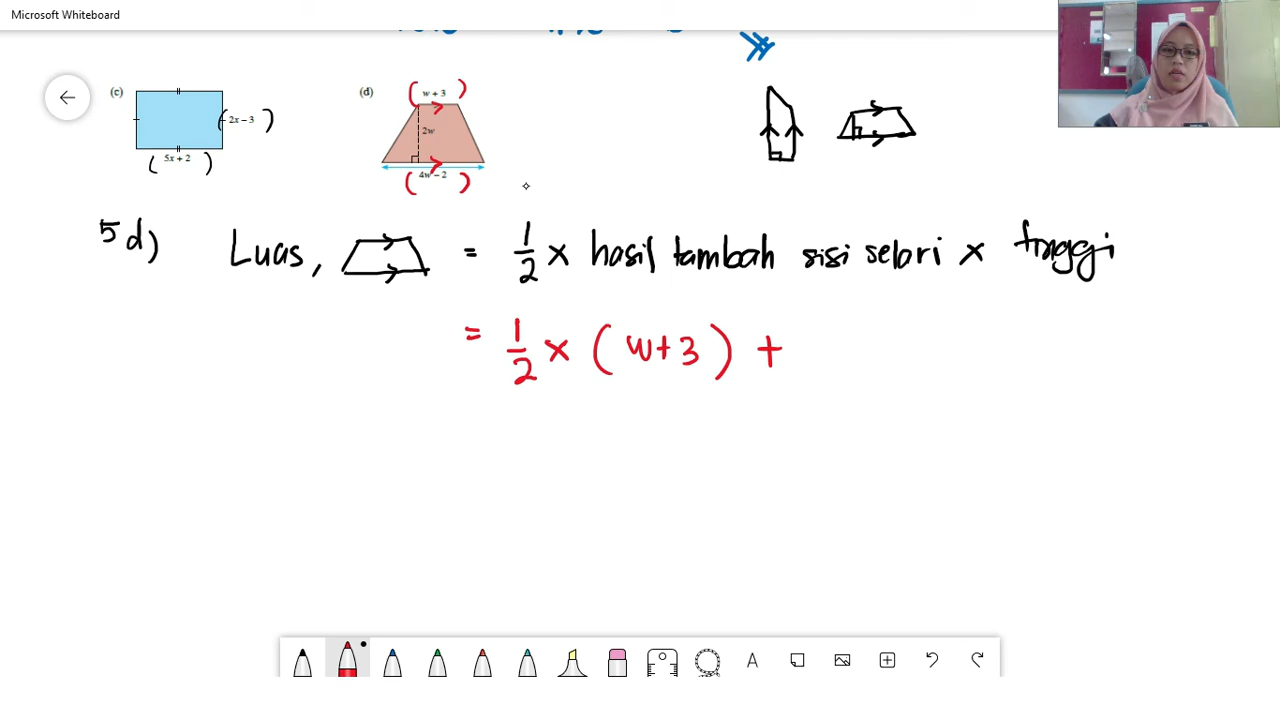 Microsoft Whiteboard
(c)
(2x – 3)
(5x + 2)
(d)
(w + 3)
2w
(4w – 2)
5d) Luas, = 1/2 × hasil tambah sisi selari × tinggi
= 1/2 × (w+3) +
A